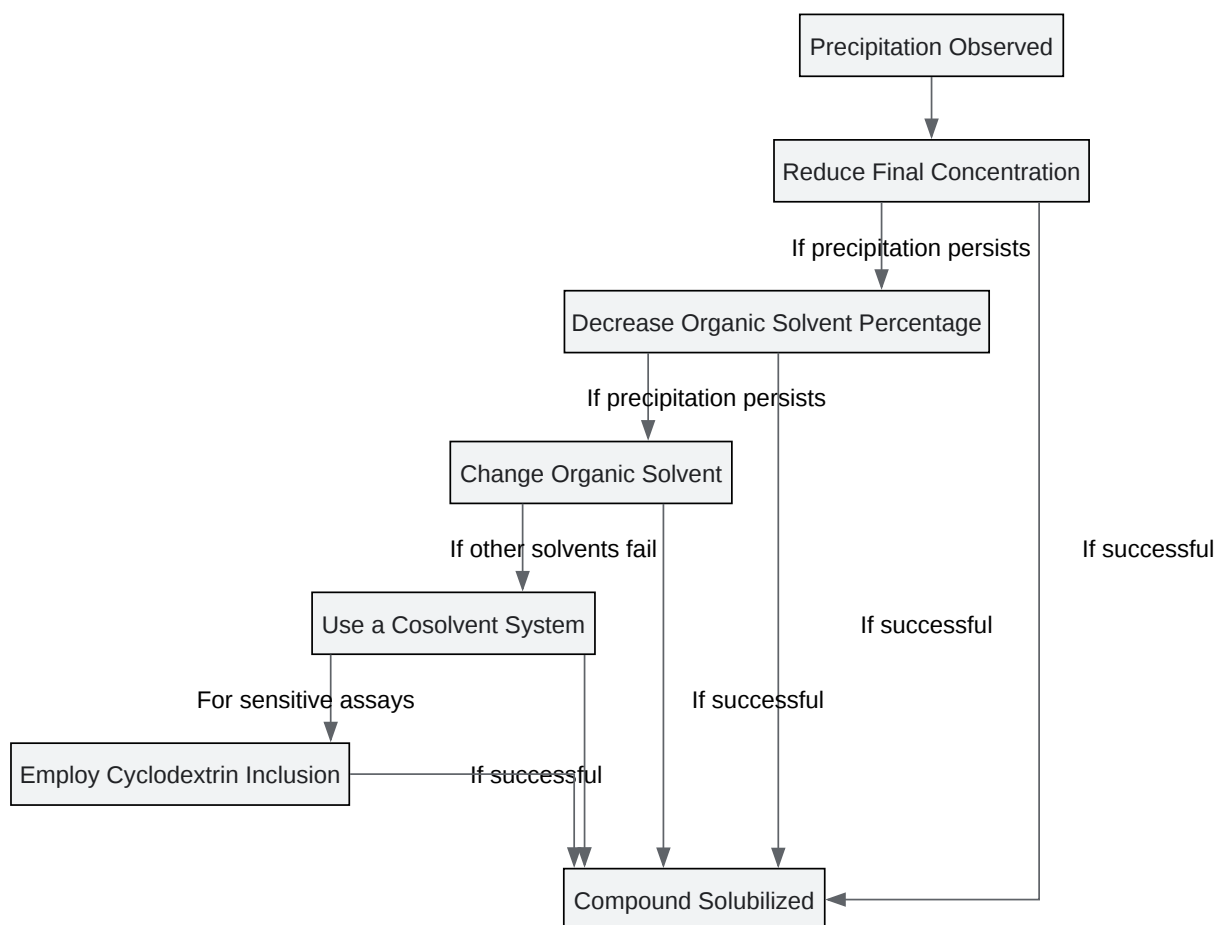 Precipitation Observed
Reduce Final Concentration
If precipitation persists
Decrease Organic Solvent Percentage
If precipitation persists
Change Organic Solvent
If other solvents fail
If successful
Use a Cosolvent System
If successful
For sensitive assays
If successful
Employ Cyclodextrin Inclusion
If successful
Compound Solubilized